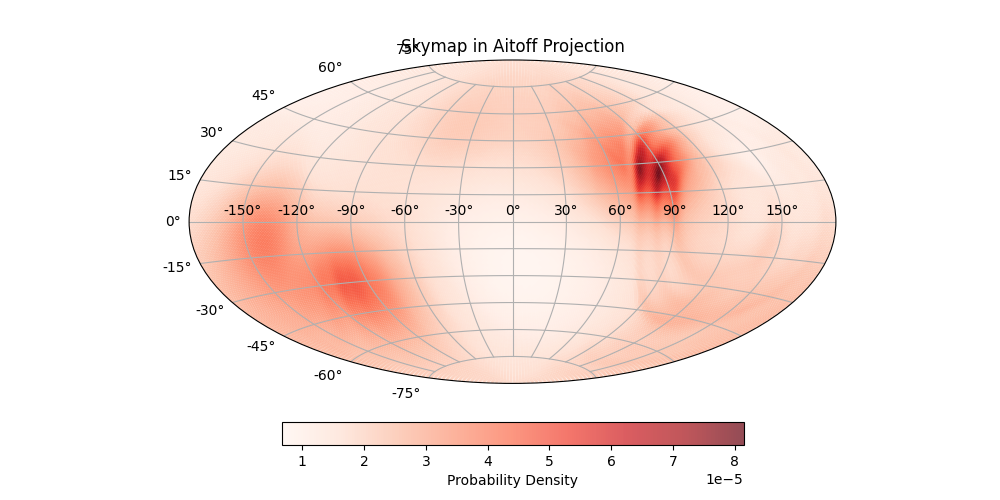 Skymap in Aitoff Projection
75°
60°
45°
30°
15°
0°
-15°
-30°
-45°
-60°
-75°
-150° -120° -90° -60° -30° 0° 30° 60° 90° 120° 150°
1 2 3 4 5 6 7 8
1e−5
Probability Density